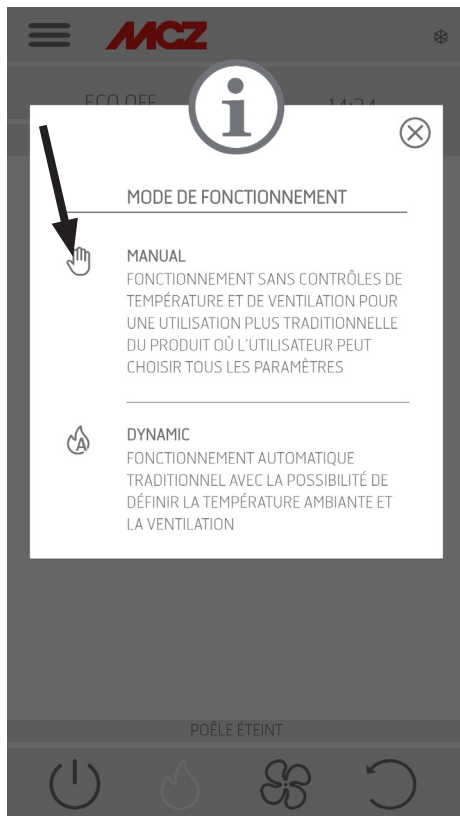 MCZ
ECO OFF 14:24
MODE DE FONCTIONNEMENT
MANUAL
FONCTIONNEMENT SANS CONTRÔLES DE
TEMPÉRATURE ET DE VENTILATION POUR
UNE UTILISATION PLUS TRADITIONNELLE
DU PRODUIT OÙ L'UTILISATEUR PEUT
CHOISIR TOUS LES PARAMÈTRES
DYNAMIC
FONCTIONNEMENT AUTOMATIQUE
TRADITIONNEL AVEC LA POSSIBILITÉ DE
DÉFINIR LA TEMPÉRATURE AMBIANTE ET
LA VENTILATION
POÊLE ÉTEINT